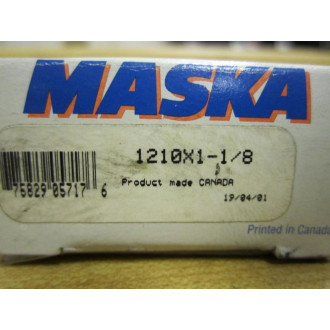 MASKA
1210X1-1/8
75829 05717 6
Product made CANADA
19/04/01
Printed in Canada